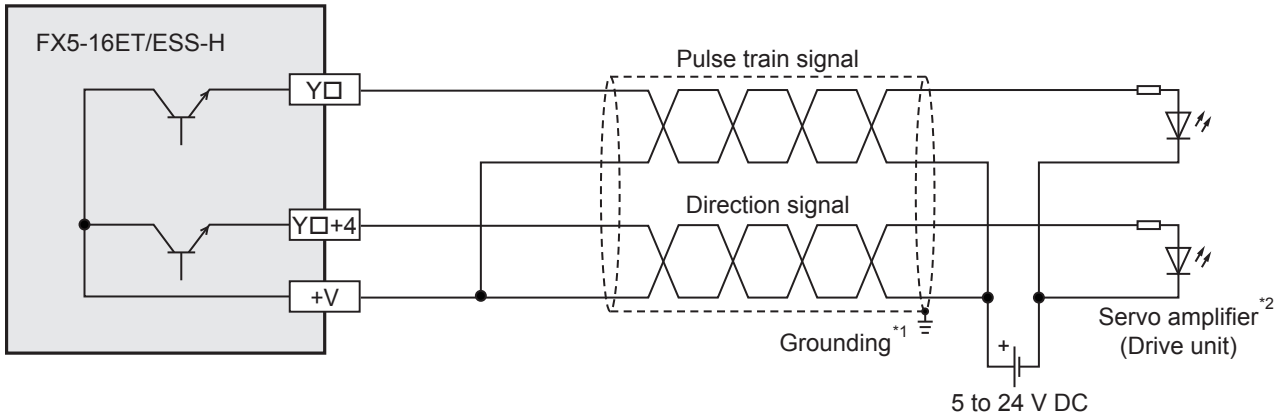 FX5-16ET/ESS-H
Pulse train signal
Y□
Direction signal
Y□+4
+V
Grounding*1
Servo amplifier*2
(Drive unit)
+
5 to 24 V DC